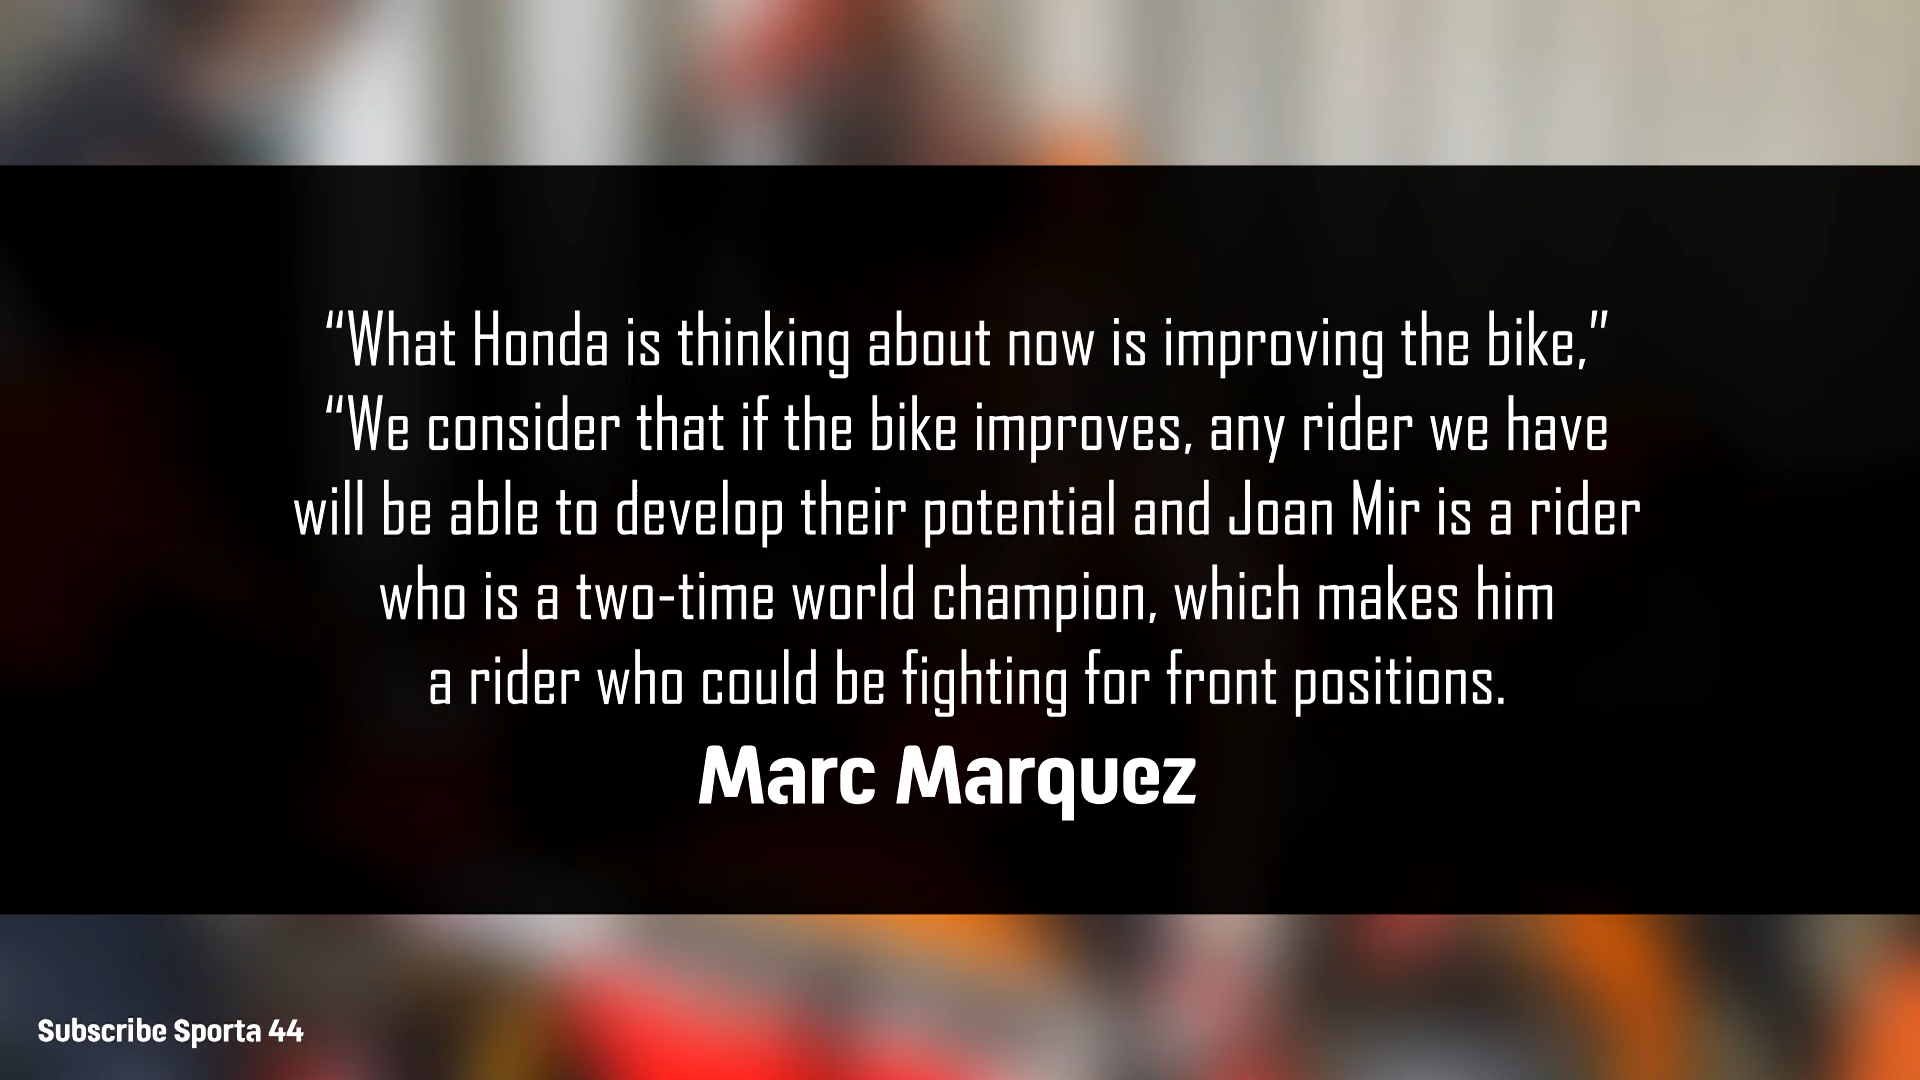 “What Honda is thinking about now is improving the bike,”
“We consider that if the bike improves, any rider we have
will be able to develop their potential and Joan Mir is a rider
who is a two-time world champion, which makes him
a rider who could be fighting for front positions.
Marc Marquez
Subscribe Sporta 44